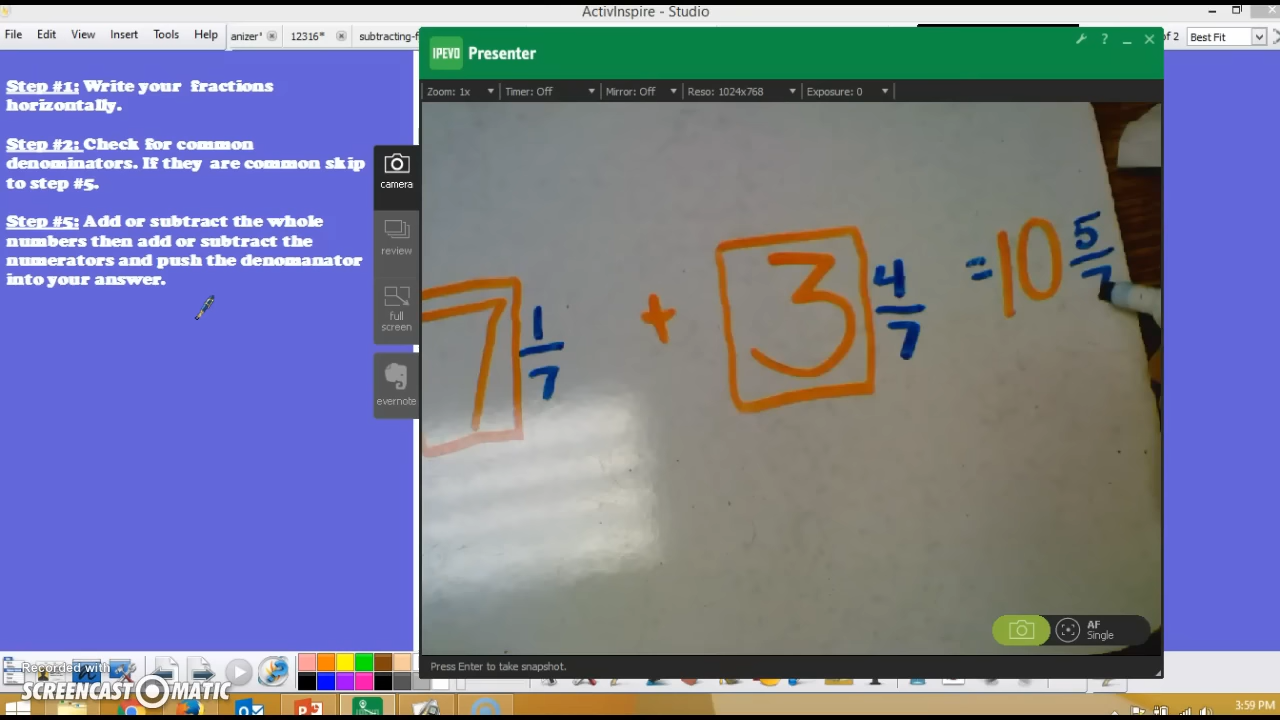 ActivInspire - Studio
File Edit View Insert Tools Help
anizer* 12316* subtracting-f
of 2 Best Fit
IPEVO Presenter
Zoom: 1x Timer: Off Mirror: Off Reso: 1024x768 Exposure: 0
Step #1: Write your fractions
horizontally.
Step #2: Check for common
denominators. If they are common skip
to step #5.
Step #5: Add or subtract the whole
numbers then add or subtract the
numerators and push the denomanator
into your answer.
camera
review
full
screen
evernote
7 1/7 + 3 4/7 = 10 5/7
AF
Single
Press Enter to take snapshot.
Recorded with
SCREENCAST O MATIC
3:59 PM